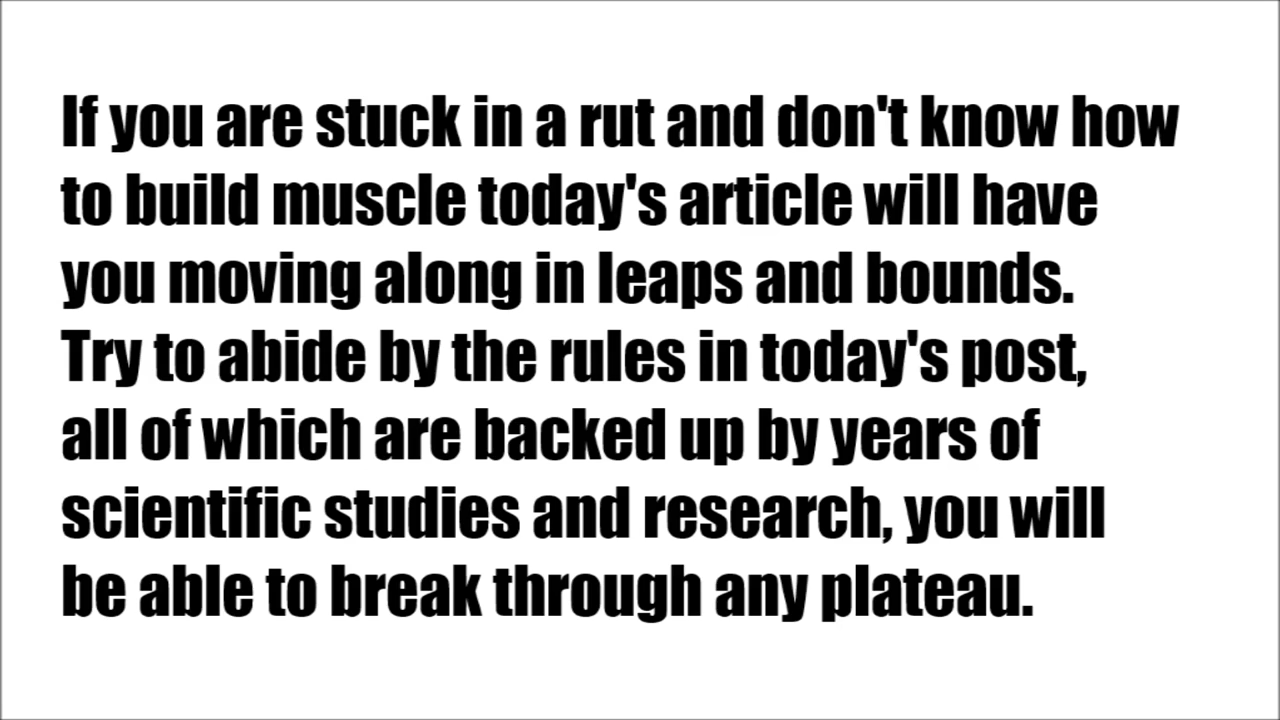 If you are stuck in a rut and don't know how
to build muscle today's article will have
you moving along in leaps and bounds.
Try to abide by the rules in today's post,
all of which are backed up by years of
scientific studies and research, you will
be able to break through any plateau.